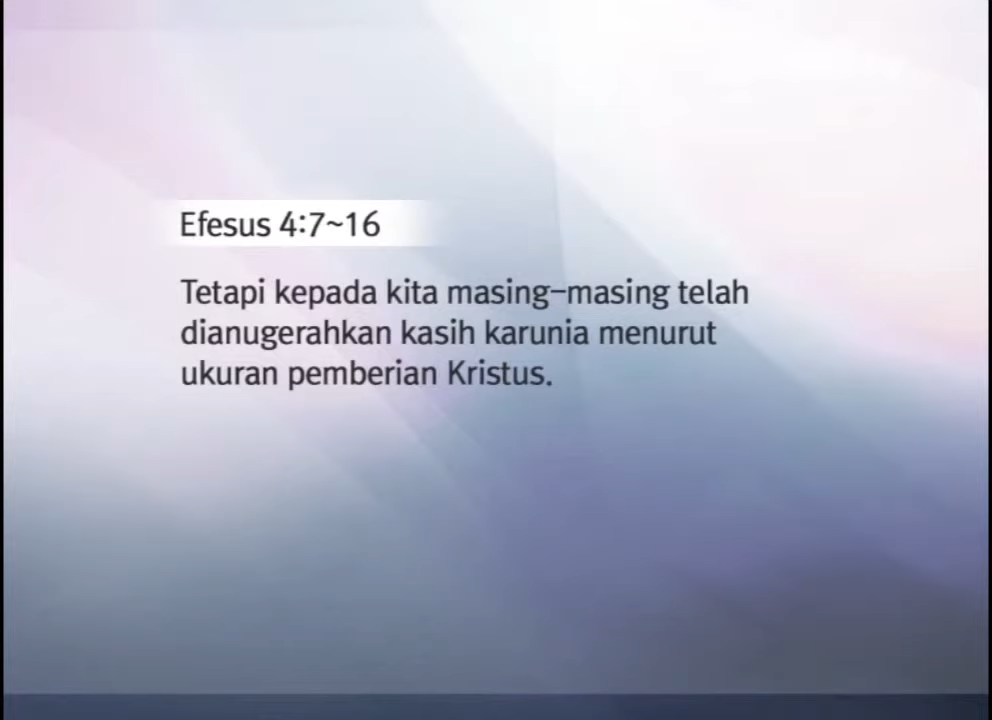 Efesus 4:7~16
Tetapi kepada kita masing-masing telah
dianugerahkan kasih karunia menurut
ukuran pemberian Kristus.